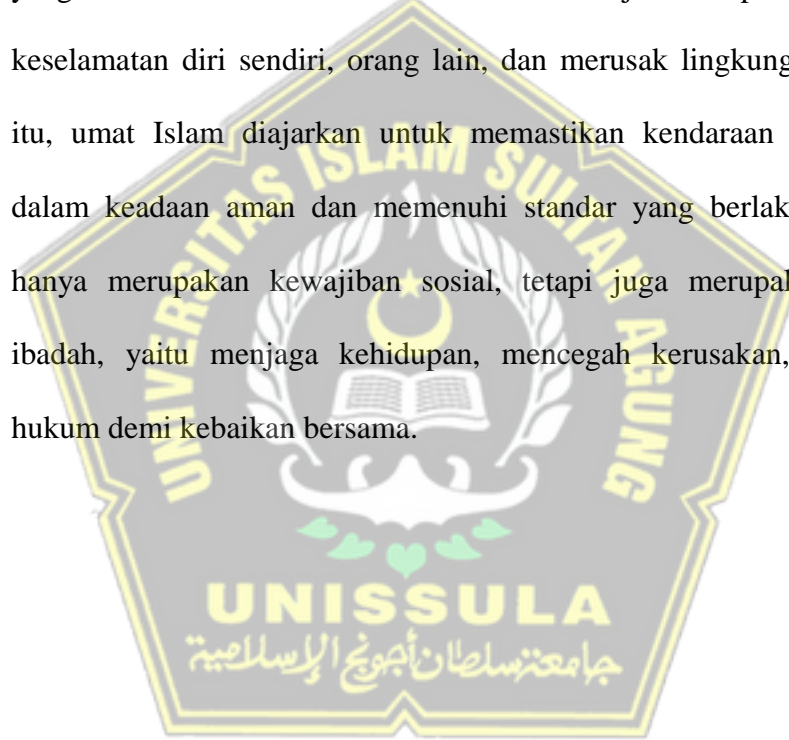 yang
keselamatan diri sendiri, orang lain, dan merusak lingkung
itu, umat Islam diajarkan untuk memastikan kendaraan
dalam keadaan aman dan memenuhi standar yang berlak
hanya merupakan kewajiban sosial, tetapi juga merupak
ibadah, yaitu menjaga kehidupan, mencegah kerusakan,
hukum demi kebaikan bersama.
UNIVERSITAS ISLAM SULTAN AGUNG
UNISSULA
جامعة سلطان أجونج الإسلامية